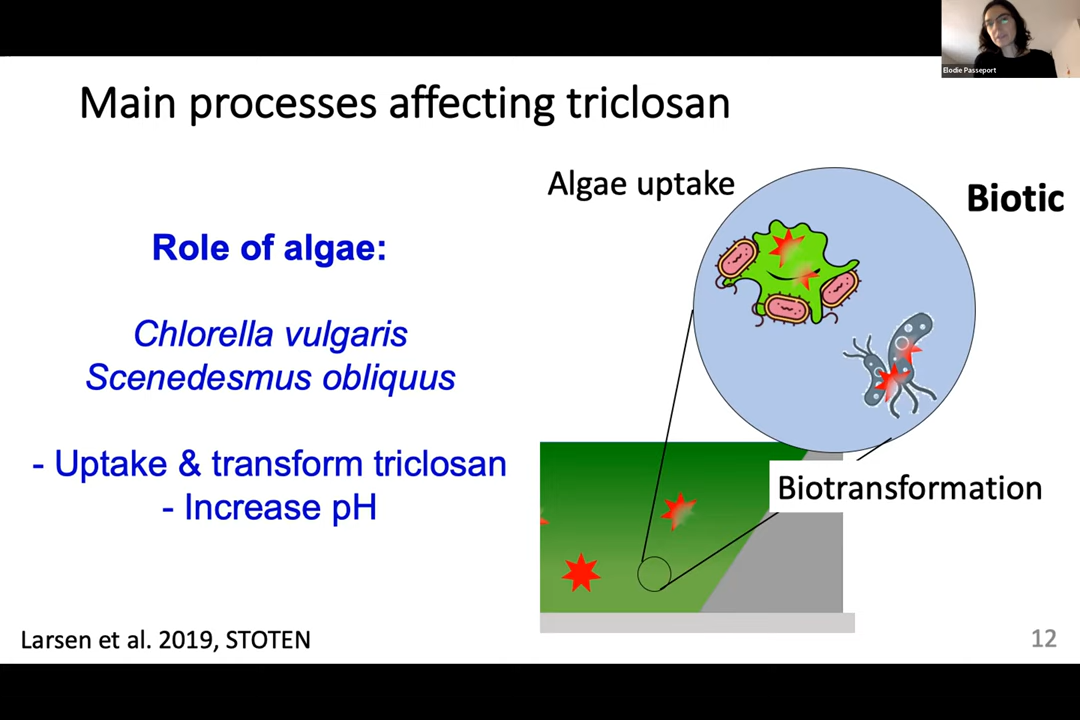 Elodie Passeport
Main processes affecting triclosan
Algae uptake
Biotic
Role of algae:
Chlorella vulgaris
Scenedesmus obliquus
- Uptake & transform triclosan
- Increase pH
Biotransformation
Larsen et al. 2019, STOTEN
12